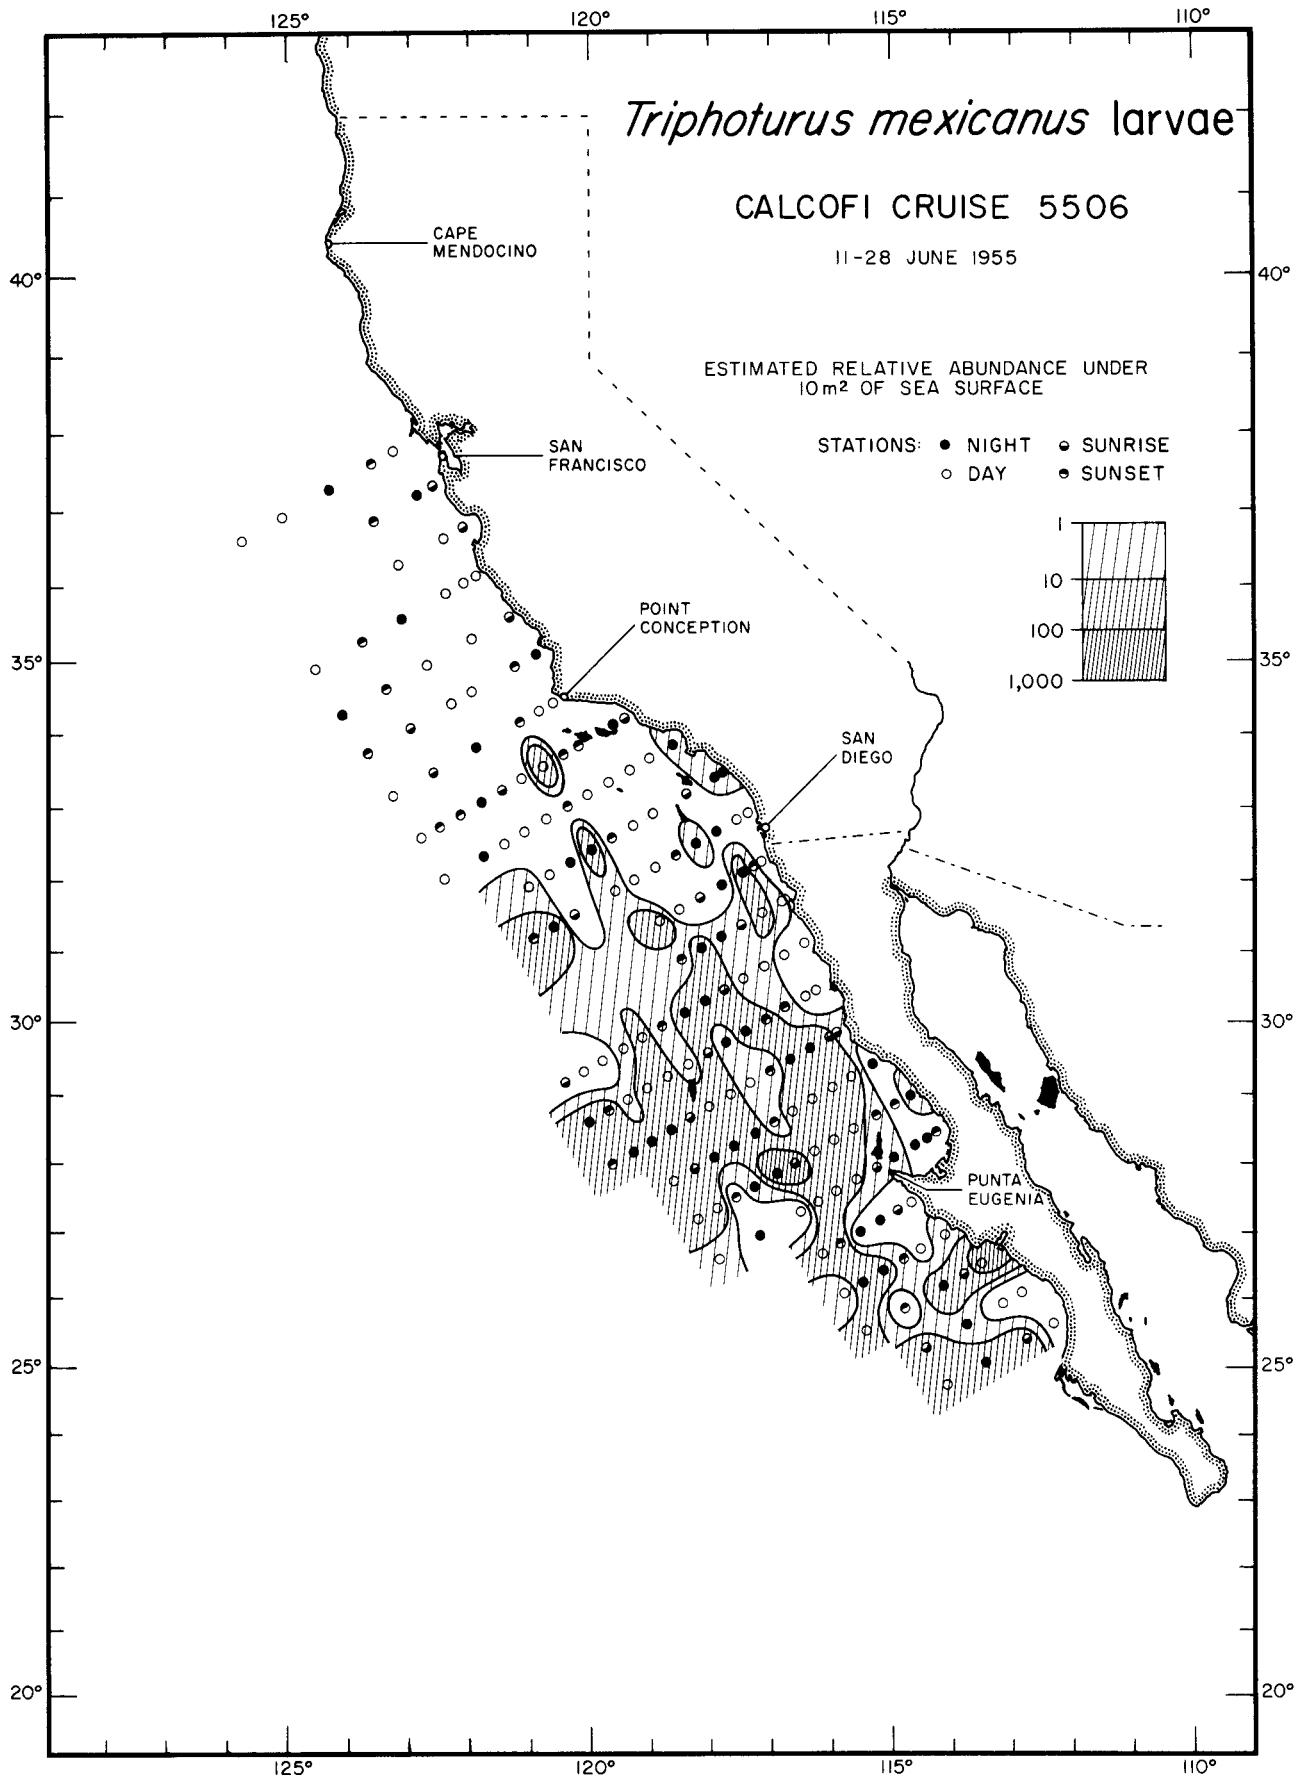 125° 120° 115° 110°
Triphoturus mexicanus larvae
CALCOFI CRUISE 5506
11-28 JUNE 1955
CAPE
MENDOCINO
40° 40°
ESTIMATED RELATIVE ABUNDANCE UNDER
10m² OF SEA SURFACE
STATIONS: ● NIGHT ◒ SUNRISE
○ DAY ◓ SUNSET
SAN
FRANCISCO
1
10
100
1,000
POINT
CONCEPTION
35° 35°
SAN
DIEGO
30° 30°
PUNTA
EUGENIA
25° 25°
20° 20°
125° 120° 115° 110°